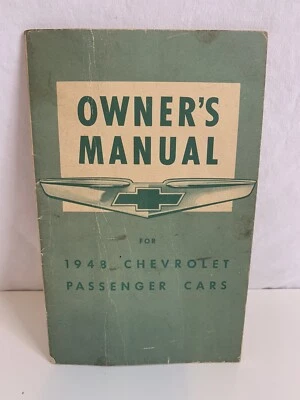 OWNER'S
MANUAL
FOR
1948 CHEVROLET
PASSENGER CARS